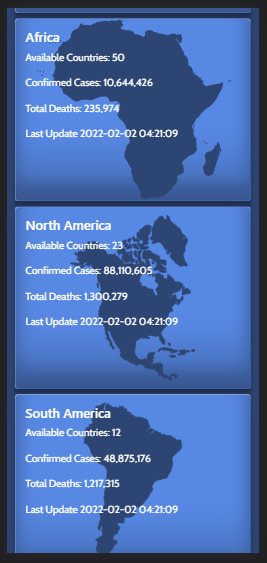 Africa
Available Countries: 50
Confirmed Cases: 10,644,426
Total Deaths: 235,974
Last Update 2022-02-02 04:21:09
North America
Available Countries: 23
Confirmed Cases: 88,110,605
Total Deaths: 1,300,279
Last Update 2022-02-02 04:21:09
South America
Available Countries: 12
Confirmed Cases: 48,875,176
Total Deaths: 1,217,315
Last Update 2022-02-02 04:21:09